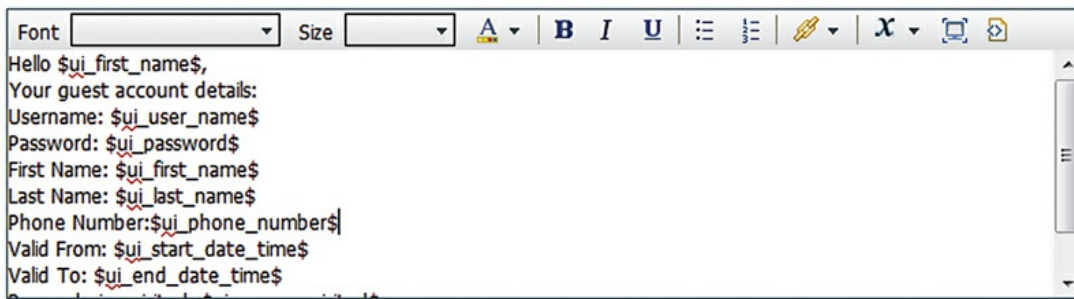 Font Size A B I U X
Hello $ui_first_name$,
Your guest account details:
Username: $ui_user_name$
Password: $ui_password$
First Name: $ui_first_name$
Last Name: $ui_last_name$
Phone Number:$ui_phone_number$
Valid From: $ui_start_date_time$
Valid To: $ui_end_date_time$